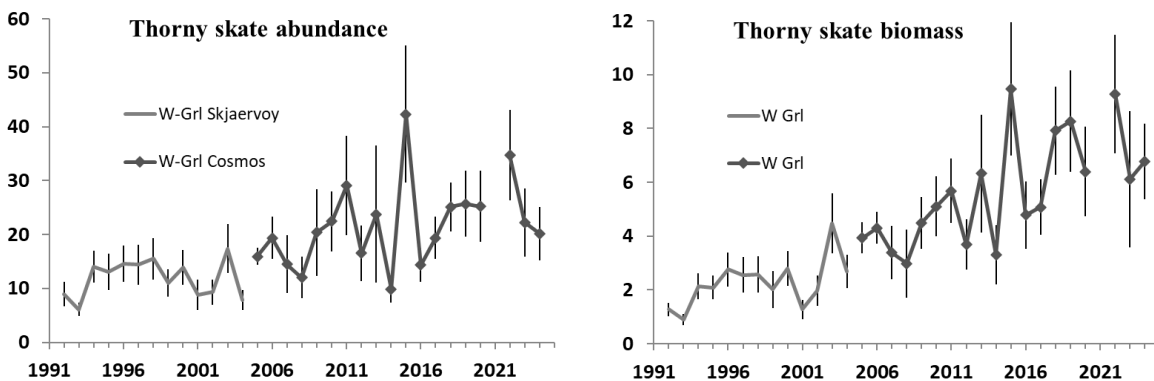 Thorny skate abundance
60
50
40
30
20
10
0
W-Grl Skjaervoy
W-Grl Cosmos
1991 1996 2001 2006 2011 2016 2021
Thorny skate biomass
12
10
8
6
4
2
0
W Grl
W Grl
1991 1996 2001 2006 2011 2016 2021